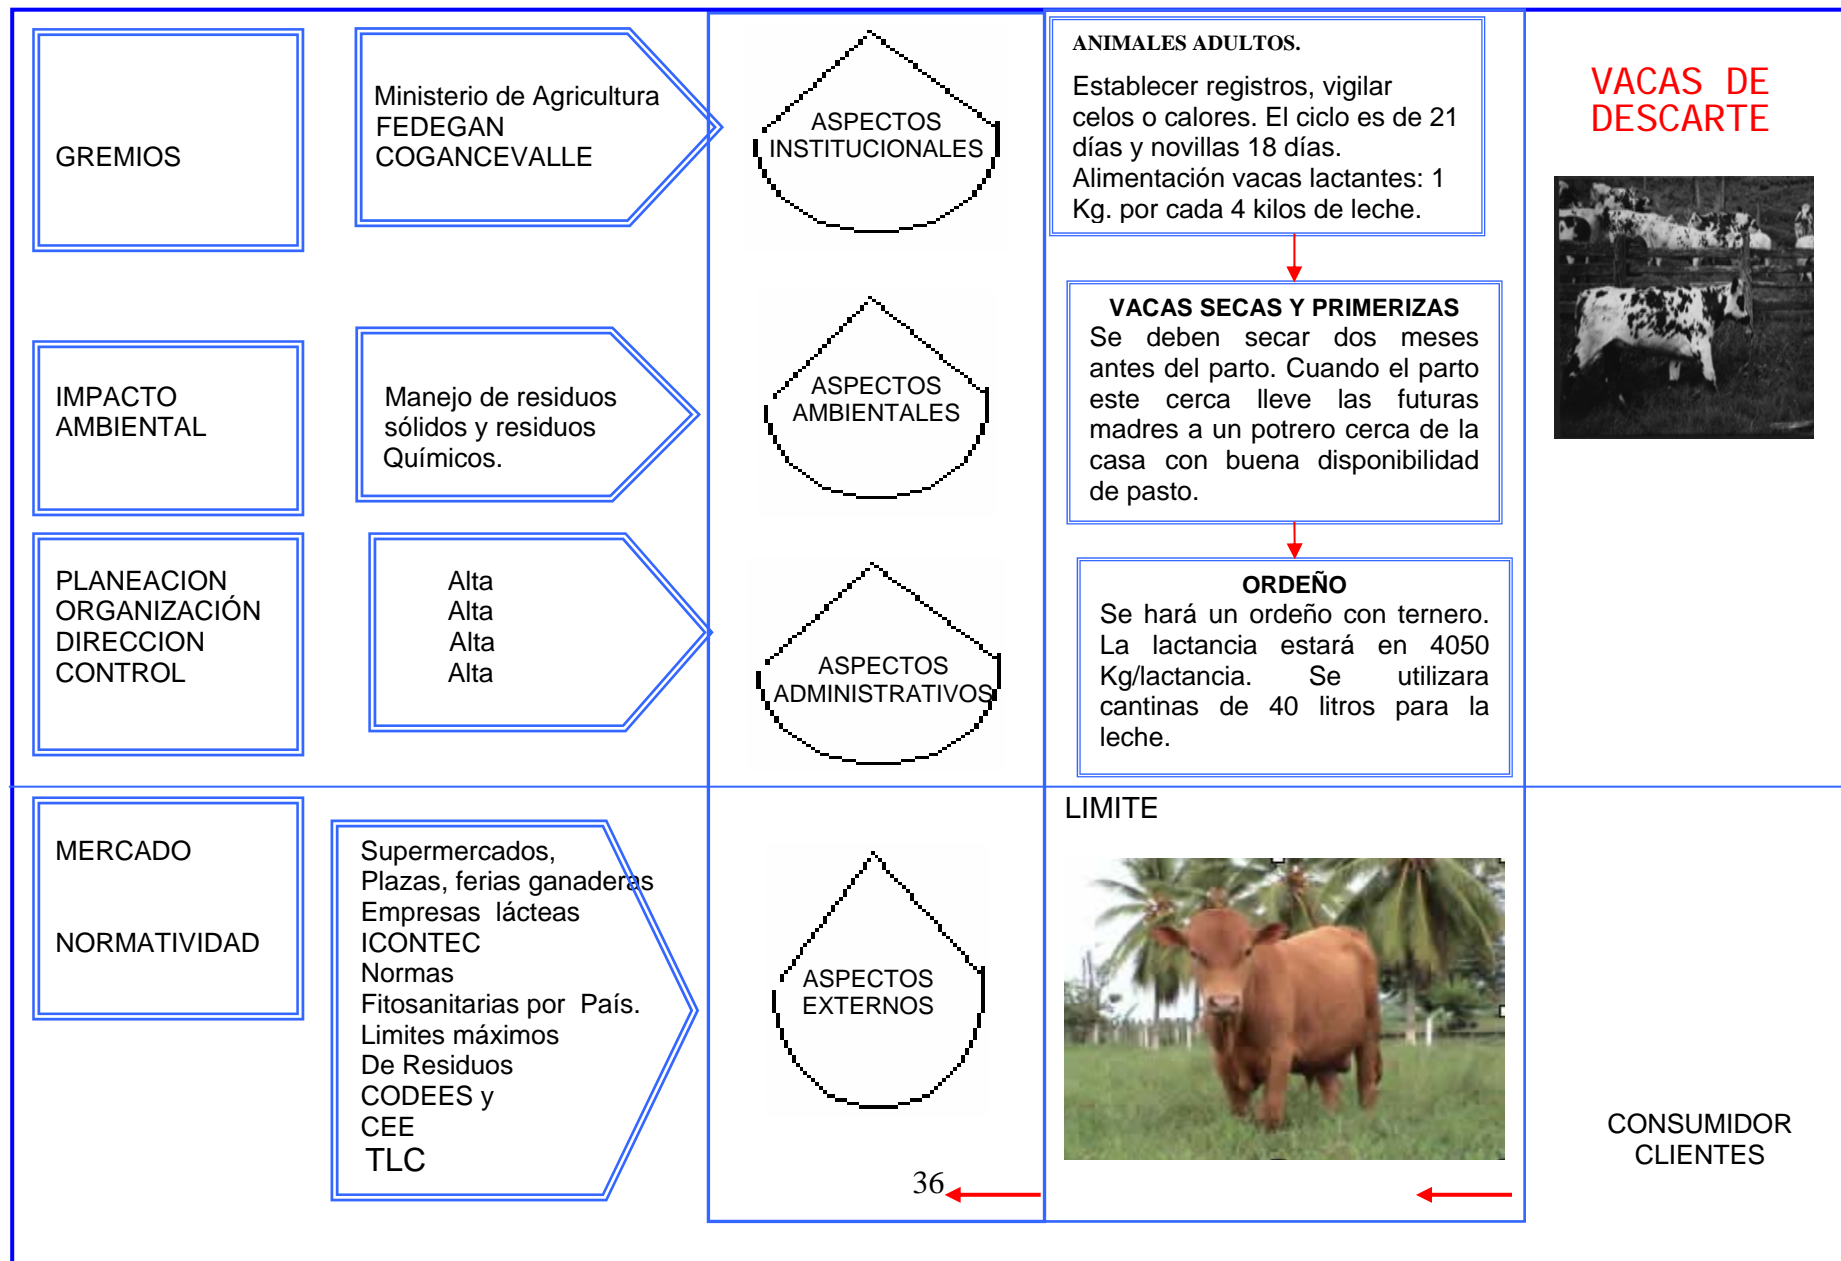 GREMIOS
Ministerio de Agricultura
FEDEGAN
COGANCEVALLE
ASPECTOS
INSTITUCIONALES
ANIMALES ADULTOS.
Establecer registros, vigilar
celos o calores. El ciclo es de 21
días y novillas 18 días.
Alimentación vacas lactantes: 1
Kg. por cada 4 kilos de leche.
VACAS DE
DESCARTE
IMPACTO
AMBIENTAL
Manejo de residuos
sólidos y residuos
Químicos.
ASPECTOS
AMBIENTALES
VACAS SECAS Y PRIMERIZAS
Se deben secar dos meses
antes del parto. Cuando el parto
este cerca lleve las futuras
madres a un potrero cerca de la
casa con buena disponibilidad
de pasto.
PLANEACION
ORGANIZACIÓN
DIRECCION
CONTROL
Alta
Alta
Alta
Alta
ASPECTOS
ADMINISTRATIVOS
ORDEÑO
Se hará un ordeño con ternero.
La lactancia estará en 4050
Kg/lactancia. Se utilizara
cantinas de 40 litros para la
leche.
MERCADO
NORMATIVIDAD
Supermercados,
Plazas, ferias ganaderas
Empresas lácteas
ICONTEC
Normas
Fitosanitarias por País.
Limites máximos
De Residuos
CODEES y
CEE
TLC
ASPECTOS
EXTERNOS
LIMITE
CONSUMIDOR
CLIENTES
36